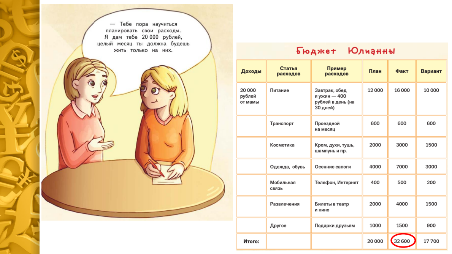 — Тебе пора научиться
планировать свои расходы.
Я дам тебе 20 000 рублей,
целый месяц ты должна будешь
жить только на них.
Бюджет Юлианны
Доходы Статья расходов Пример расходов План Факт Вариант
20 000 рублей от мамы Питание Завтрак, обед и ужин — 400 рублей в день (на 30 дней) 12 000 16 000 10 000
Транспорт Проездной на месяц 600 600 600
Косметика Крем, духи, тушь, шампунь и пр. 2000 3000 1500
Одежда, обувь Осенние сапоги 4000 7000 3000
Мобильная связь Телефон, Интернет 400 500 200
Развлечения Билеты в театр и кино 2000 4000 1500
Другое Подарки друзьям 1000 1500 900
Итого: 20 000 32 600 17 700